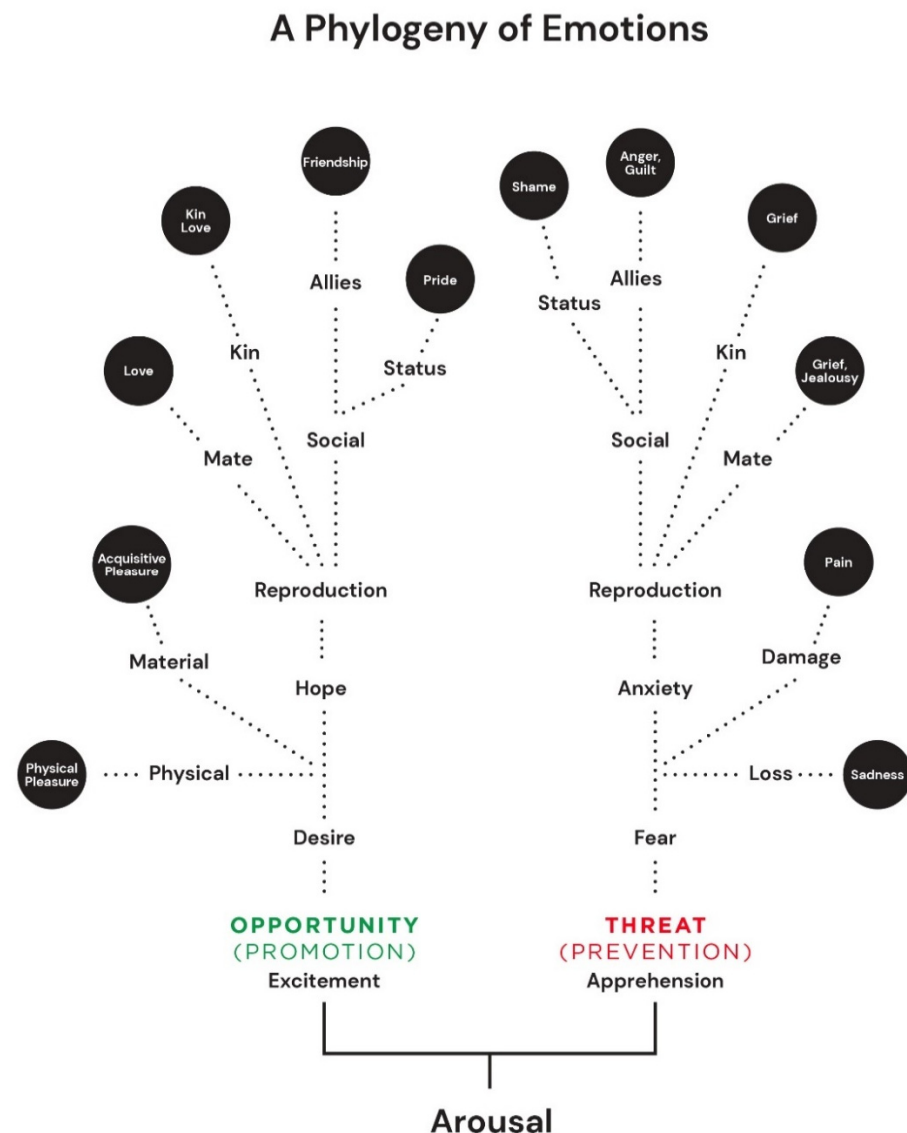 A Phylogeny of Emotions
Friendship
Kin
Love
Allies
Pride
Status
Kin
Love
Mate
Social
Acquisitive
Pleasure
Reproduction
Material
Hope
Physical
Pleasure
Physical
Desire
OPPORTUNITY
(PROMOTION)
Excitement
Anger,
Guilt
Shame
Grief
Allies
Status
Kin
Grief,
Jealousy
Social
Mate
Pain
Reproduction
Damage
Anxiety
Loss
Sadness
Fear
THREAT
(PREVENTION)
Apprehension
Arousal